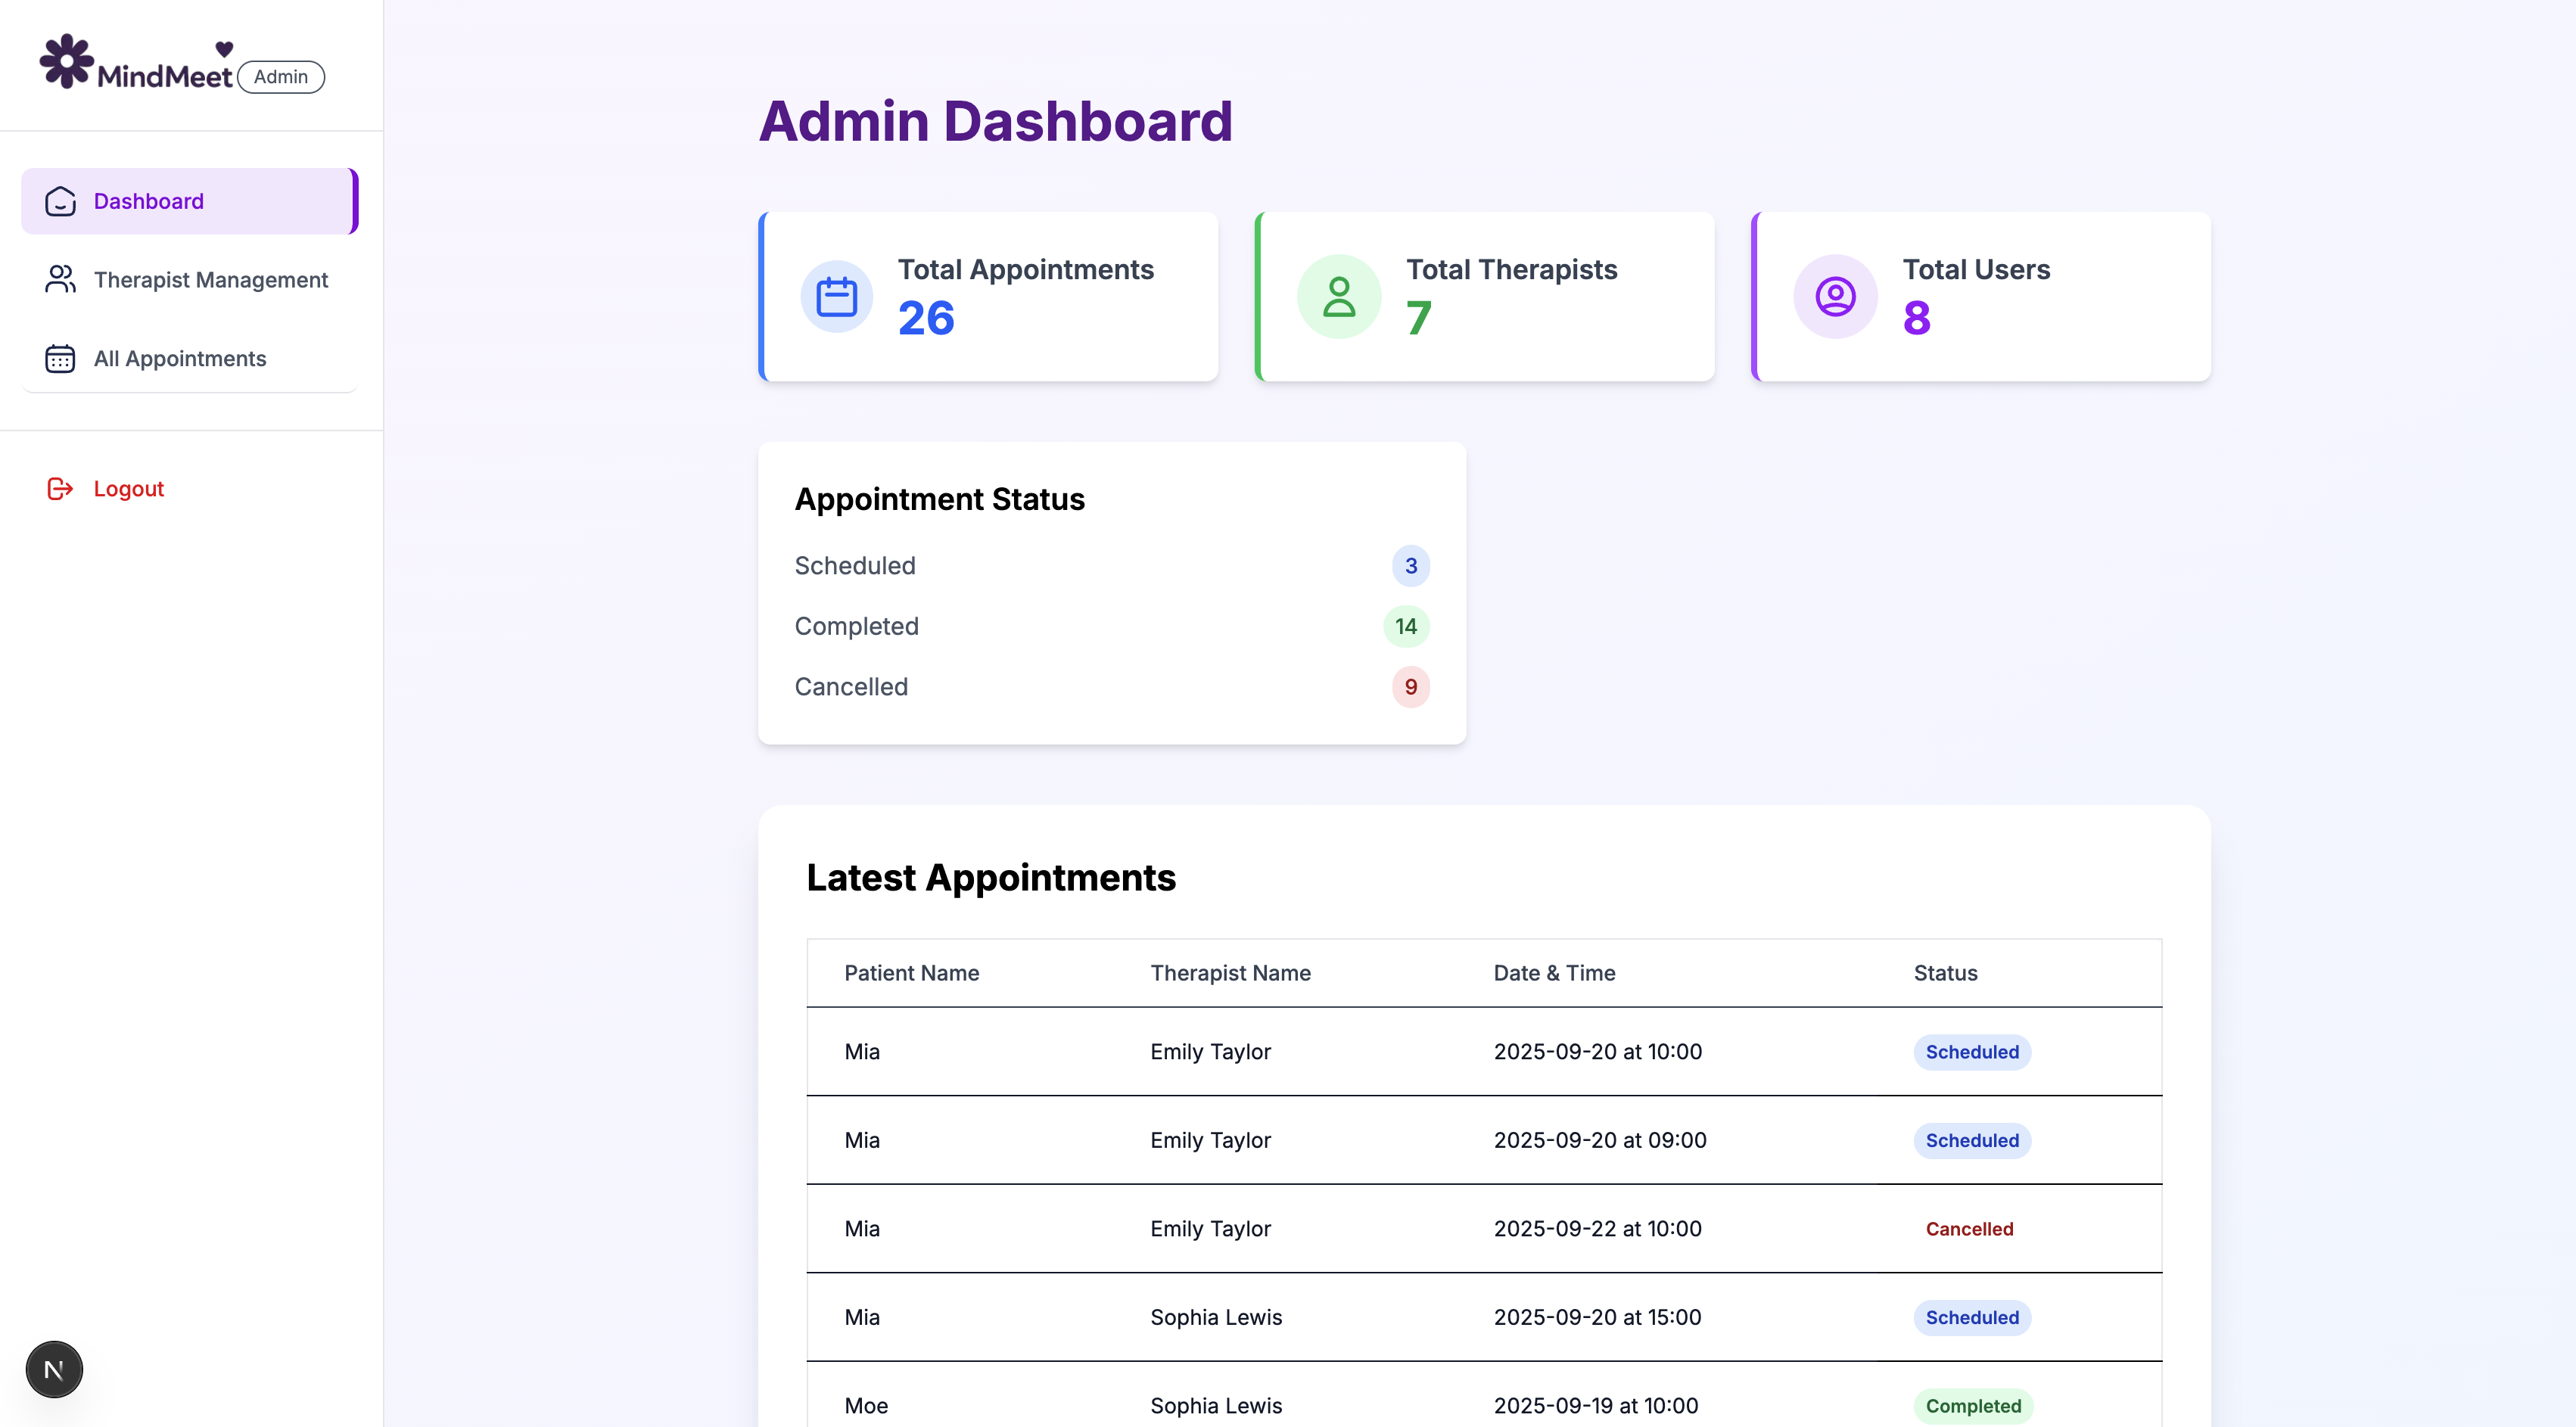 MindMeet Admin
Dashboard
Therapist Management
All Appointments
Logout
N
Admin Dashboard
Total Appointments
26
Total Therapists
7
Total Users
8
Appointment Status
Scheduled 3
Completed 14
Cancelled 9
Latest Appointments
Patient Name Therapist Name Date & Time Status
Mia Emily Taylor 2025-09-20 at 10:00 Scheduled
Mia Emily Taylor 2025-09-20 at 09:00 Scheduled
Mia Emily Taylor 2025-09-22 at 10:00 Cancelled
Mia Sophia Lewis 2025-09-20 at 15:00 Scheduled
Moe Sophia Lewis 2025-09-19 at 10:00 Completed